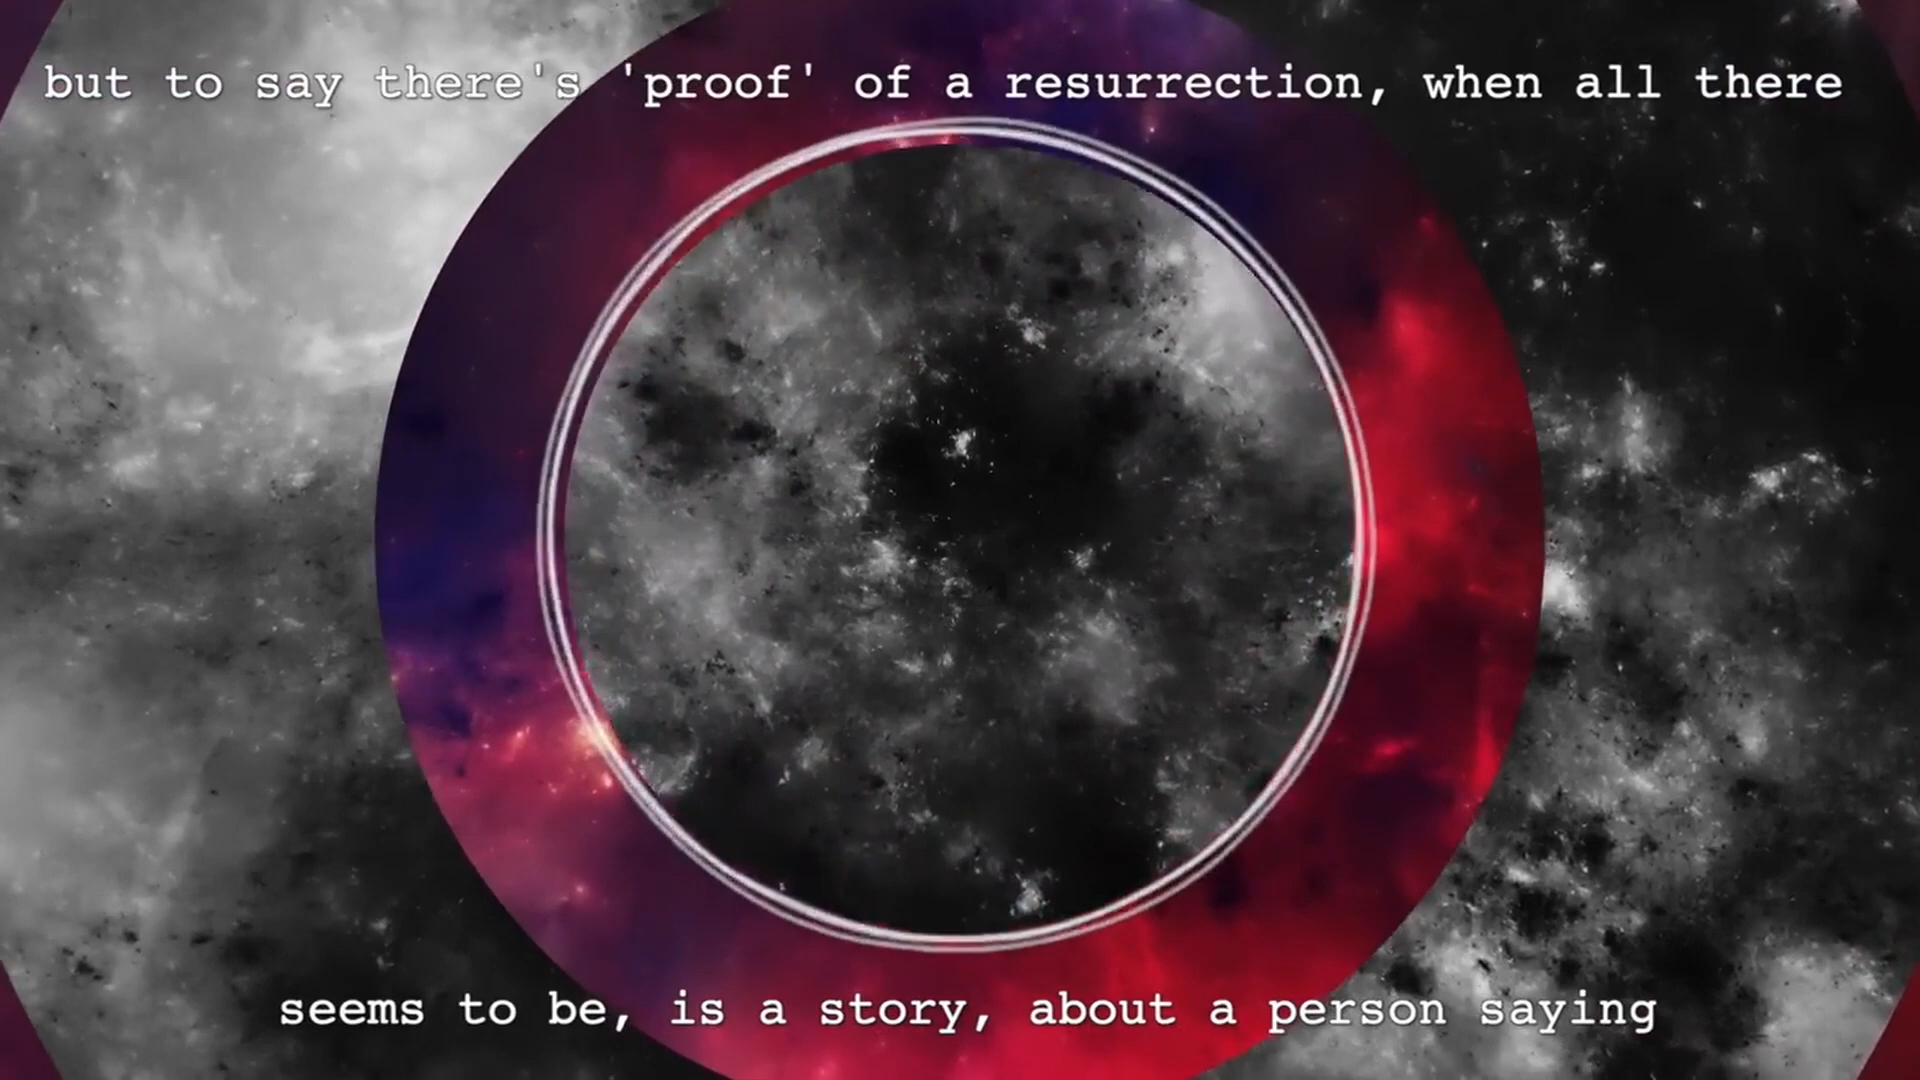 but to say there's 'proof' of a resurrection, when all there
seems to be, is a story, about a person saying